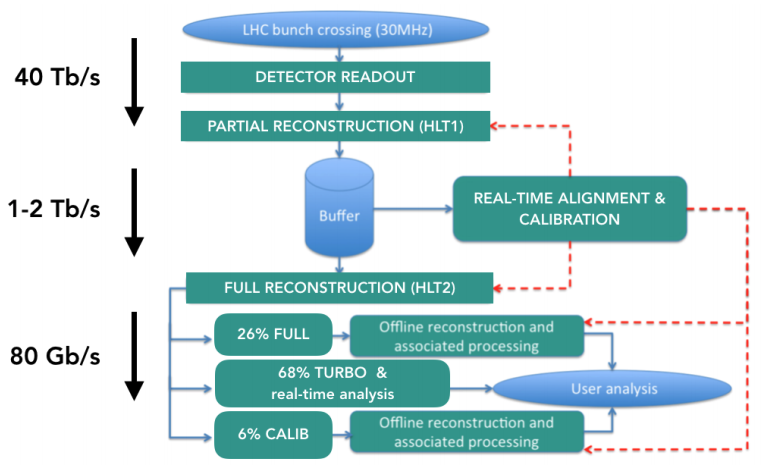 LHC bunch crossing (30MHz)
40 Tb/s
DETECTOR READOUT
PARTIAL RECONSTRUCTION (HLT1)
1-2 Tb/s
Buffer
REAL-TIME ALIGNMENT &
CALIBRATION
FULL RECONSTRUCTION (HLT2)
80 Gb/s
26% FULL
Offline reconstruction and
associated processing
68% TURBO &
real-time analysis
User analysis
6% CALIB
Offline reconstruction and
associated processing